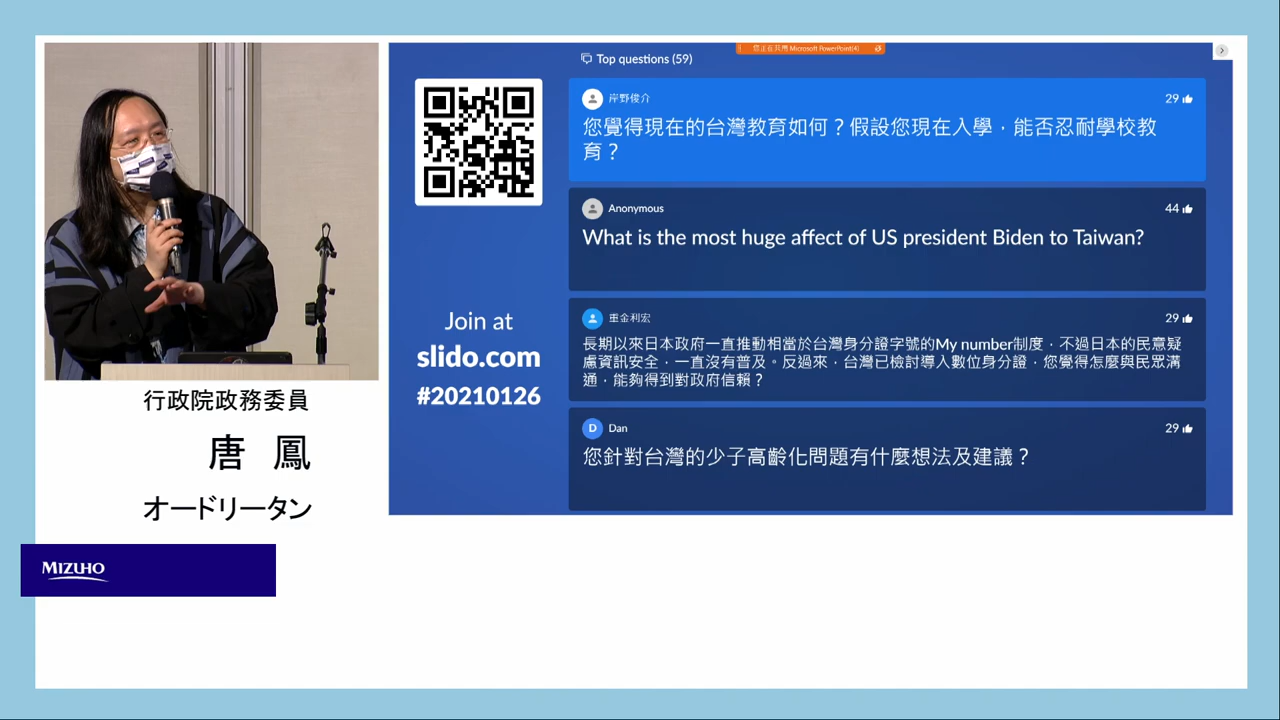 您正在共用 Microsoft PowerPoint(4)
Top questions (59)
岸野俊介
29
您覺得現在的台灣教育如何？假設您現在入學，能否忍耐學校教
育？
Anonymous
44
What is the most huge affect of US president Biden to Taiwan?
重金利宏
29
長期以來日本政府一直推動相當於台灣身分證字號的My number制度，不過日本的民意疑
慮資訊安全，一直沒有普及。反過來，台灣已檢討導入數位身分證，您覺得怎麼與民眾溝
通，能夠得到對政府信賴？
D
Dan
29
您針對台灣的少子高齡化問題有什麼想法及建議？
Join at
slido.com
#20210126
行政院政務委員
唐　鳳
オードリータン
MIZUHO